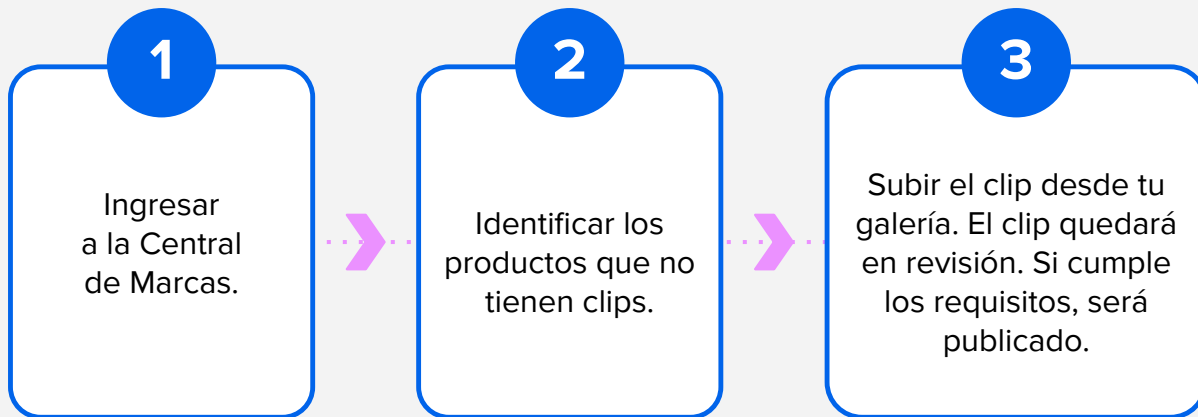 1
Ingresar
a la Central
de Marcas.
2
Identificar los
productos que no
tienen clips.
3
Subir el clip desde tu
galería. El clip quedará
en revisión. Si cumple
los requisitos, será
publicado.